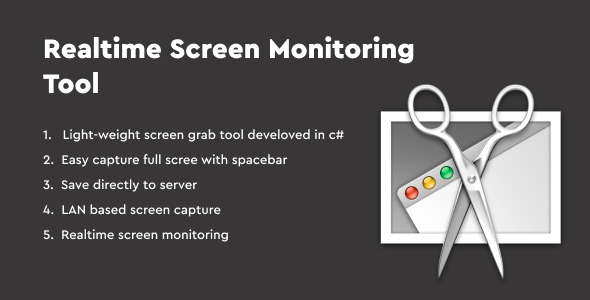 Realtime Screen Monitoring
Tool
1. Light-weight screen grab tool develoved in c#
2. Easy capture full scree with spacebar
3. Save directly to server
4. LAN based screen capture
5. Realtime screen monitoring